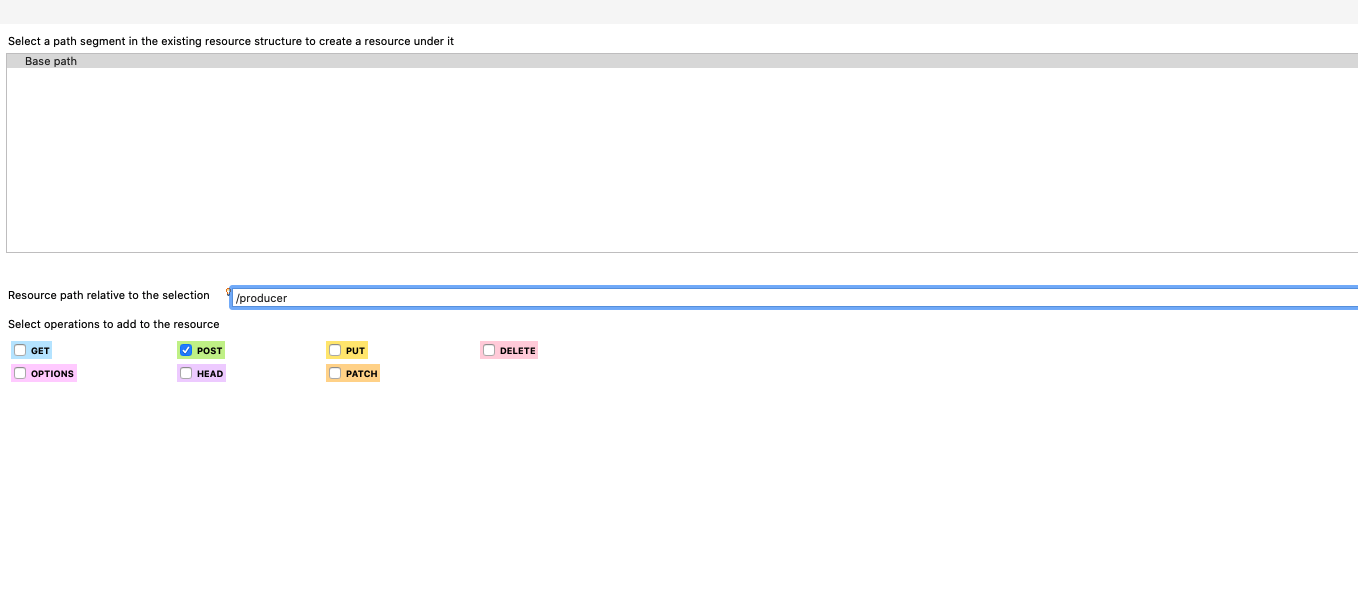 Select a path segment in the existing resource structure to create a resource under it
Base path
Resource path relative to the selection /producer
Select operations to add to the resource
GET POST PUT DELETE
OPTIONS HEAD PATCH